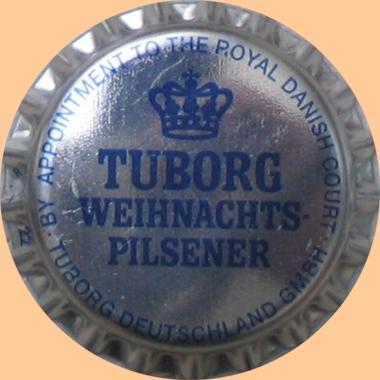 · BY APPOINTMENT TO THE ROYAL DANISH COURT ·
TUBORG
WEIHNACHTS-
PILSENER
TUBORG DEUTSCHLAND GMBH